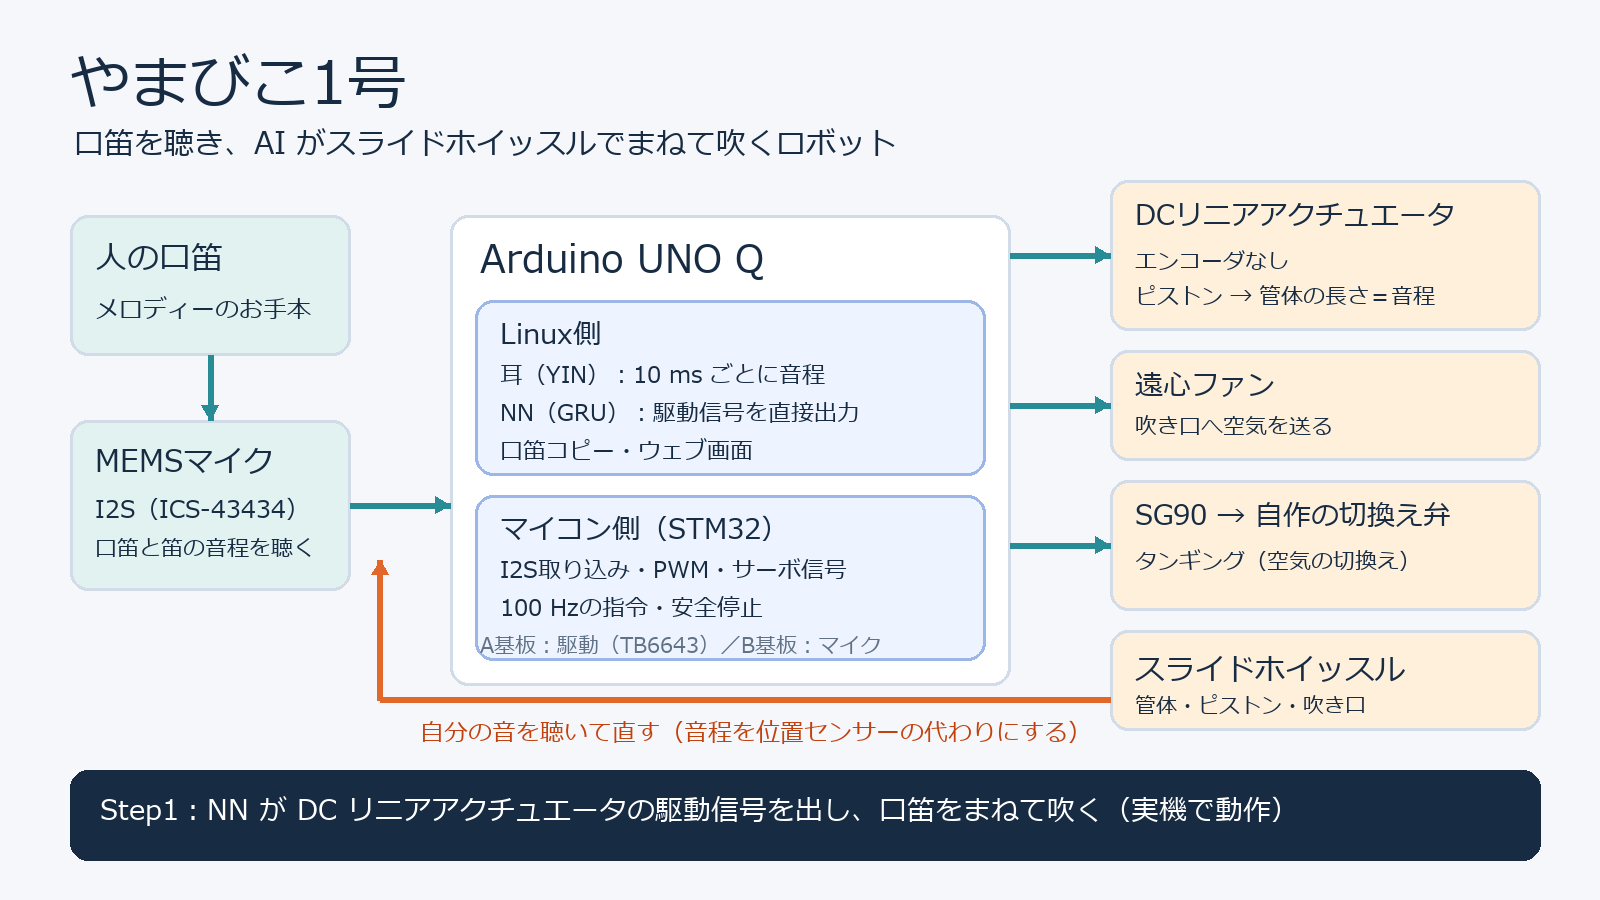 やまびこ1号
口笛を聴き、AI がスライドホイッスルでまねて吹くロボット
人の口笛
メロディーのお手本
MEMSマイク
I2S（ICS-43434）
口笛と笛の音程を聴く
Arduino UNO Q
Linux側
耳（YIN）：10 ms ごとに音程
NN（GRU）：駆動信号を直接出力
口笛コピー・ウェブ画面
マイコン側（STM32）
I2S取り込み・PWM・サーボ信号
100 Hzの指令・安全停止
A基板：駆動（TB6643）／B基板：マイク
DCリニアアクチュエータ
エンコーダなし
ピストン → 管体の長さ＝音程
遠心ファン
吹き口へ空気を送る
SG90 → 自作の切換え弁
タンギング（空気の切換え）
スライドホイッスル
管体・ピストン・吹き口
自分の音を聴いて直す（音程を位置センサーの代わりにする）
Step1：NN が DC リニアアクチュエータの駆動信号を出し、口笛をまねて吹く（実機で動作）